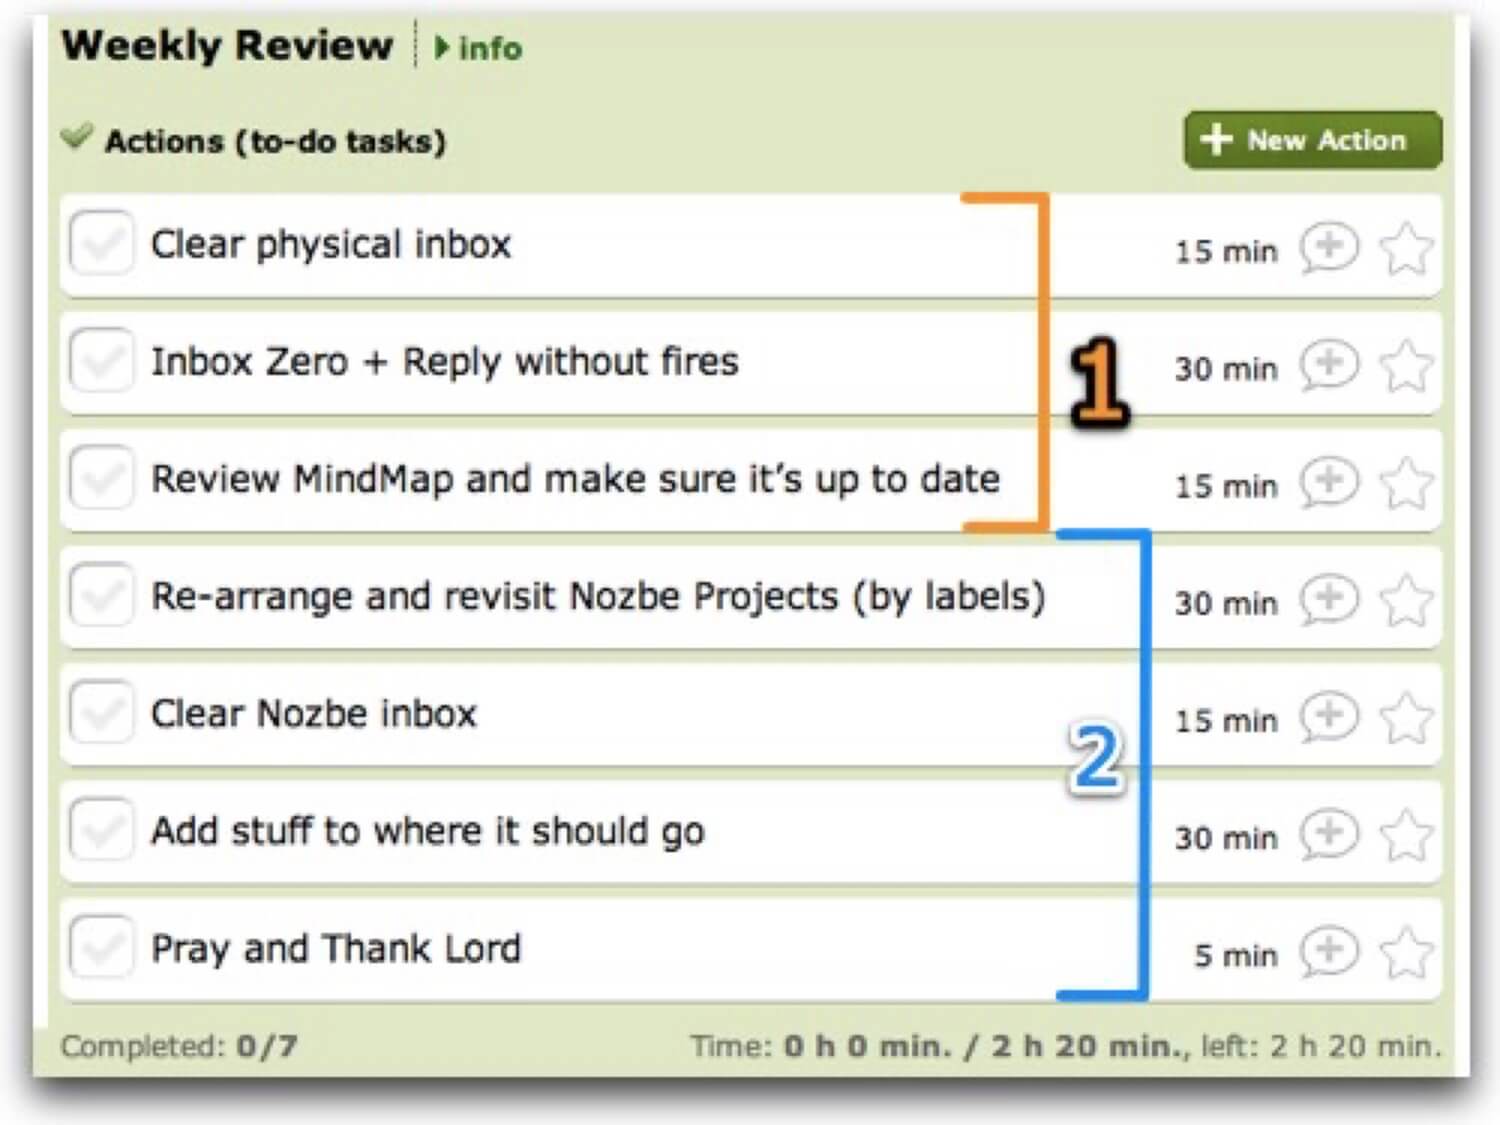 Weekly Review info
Actions (to-do tasks) New Action
Clear physical inbox 15 min
Inbox Zero + Reply without fires 30 min
1
Review MindMap and make sure it’s up to date 15 min
Re-arrange and revisit Nozbe Projects (by labels) 30 min
Clear Nozbe inbox 15 min
2
Add stuff to where it should go 30 min
Pray and Thank Lord 5 min
Completed: 0/7 Time: 0 h 0 min. / 2 h 20 min., left: 2 h 20 min.